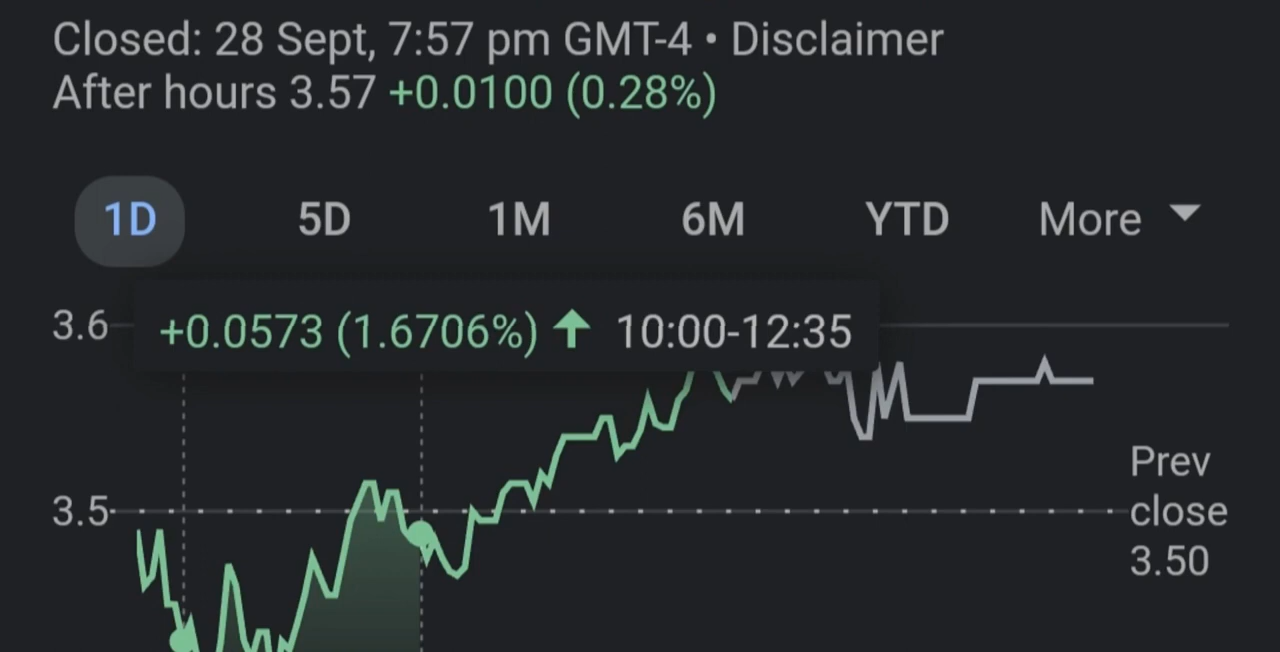 Closed: 28 Sept, 7:57 pm GMT-4 • Disclaimer
After hours 3.57 +0.0100 (0.28%)
1D 5D 1M 6M YTD More
3.6
+0.0573 (1.6706%) ↑ 10:00-12:35
3.5
Prev
close
3.50